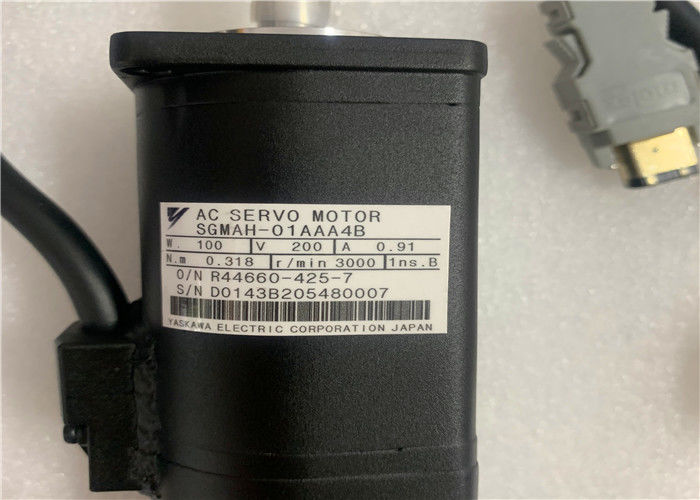 AC SERVO MOTOR
SGMAH-01AAA4B
W. 100 V 200 A 0.91
N.m 0.318 r/min 3000 1ns.B
O/N R44660-425-7
S/N D0143B205480007
YASKAWA ELECTRIC CORPORATION JAPAN